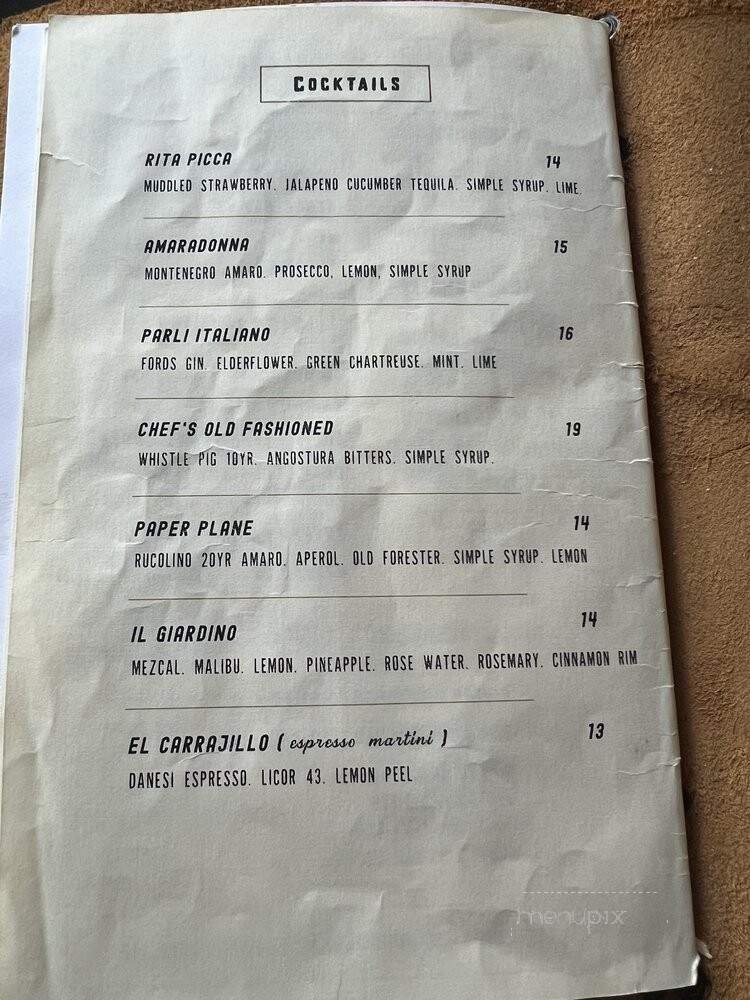 COCKTAILS
RITA PICCA 14
MUDDLED STRAWBERRY. JALAPENO CUCUMBER TEQUILA. SIMPLE SYRUP. LIME.
AMARADONNA 15
MONTENEGRO AMARO. PROSECCO, LEMON, SIMPLE SYRUP
PARLI ITALIANO 16
FORDS GIN. ELDERFLOWER. GREEN CHARTREUSE. MINT. LIME
CHEF'S OLD FASHIONED 19
WHISTLE PIG 10YR. ANGOSTURA BITTERS. SIMPLE SYRUP.
PAPER PLANE 14
RUCOLINO 20YR AMARO. APEROL. OLD FORESTER. SIMPLE SYRUP. LEMON
IL GIARDINO 14
MEZCAL. MALIBU. LEMON. PINEAPPLE. ROSE WATER. ROSEMARY. CINNAMON RIM
EL CARRAJILLO ( espresso martini ) 13
DANESI ESPRESSO. LICOR 43. LEMON PEEL
menupix